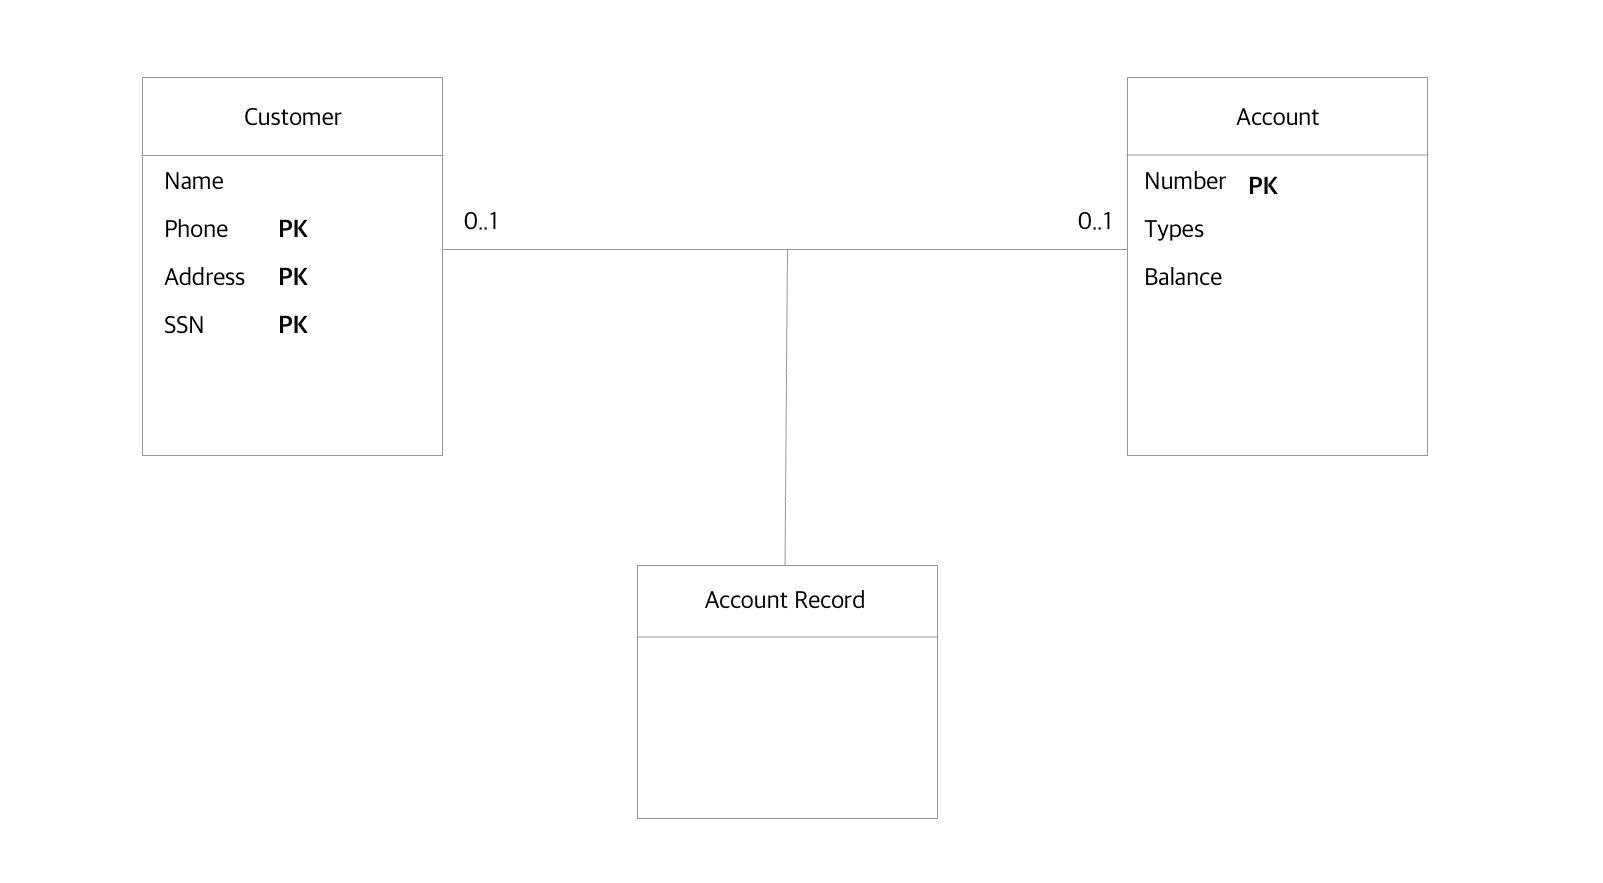 Customer
Name
Phone PK
Address PK
SSN PK
0..1
0..1
Account
Number PK
Types
Balance
Account Record